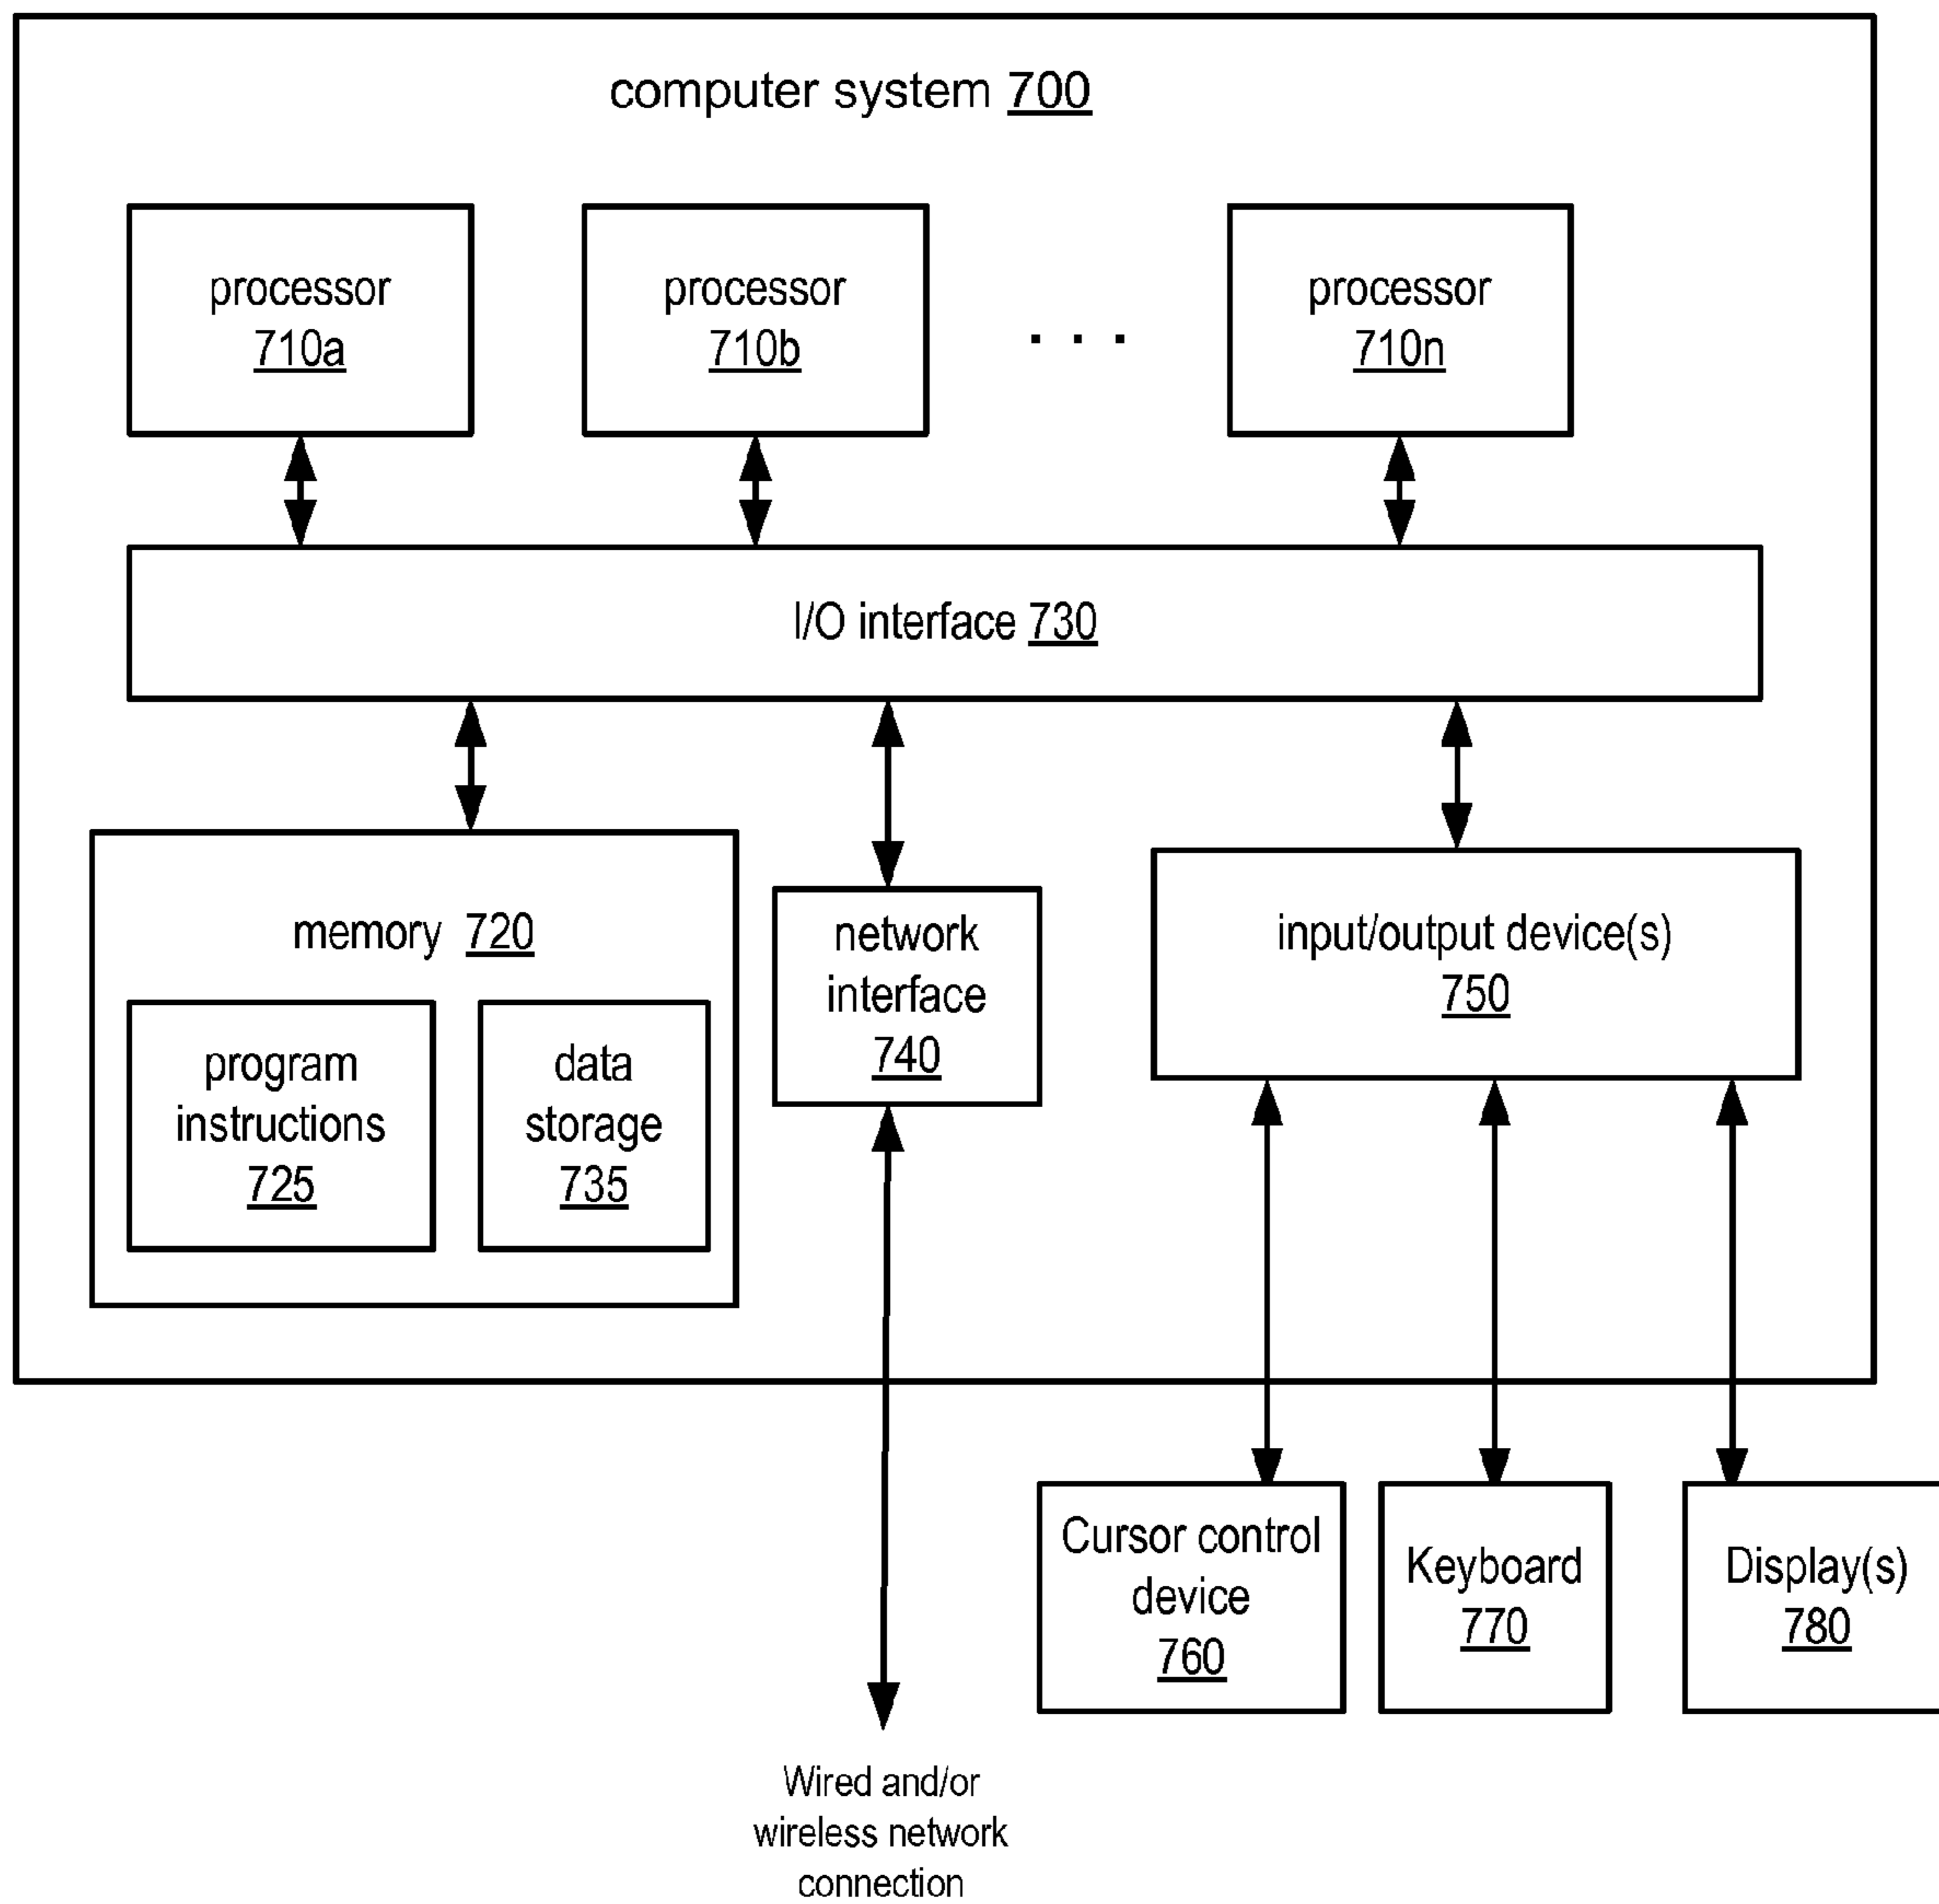 computer system 700
processor
710a
processor
710b
. . .
processor
710n
I/O interface 730
memory 720
program
instructions
725
data
storage
735
network
interface
740
input/output device(s)
750
Cursor control
device
760
Keyboard
770
Display(s)
780
Wired and/or
wireless network
connection